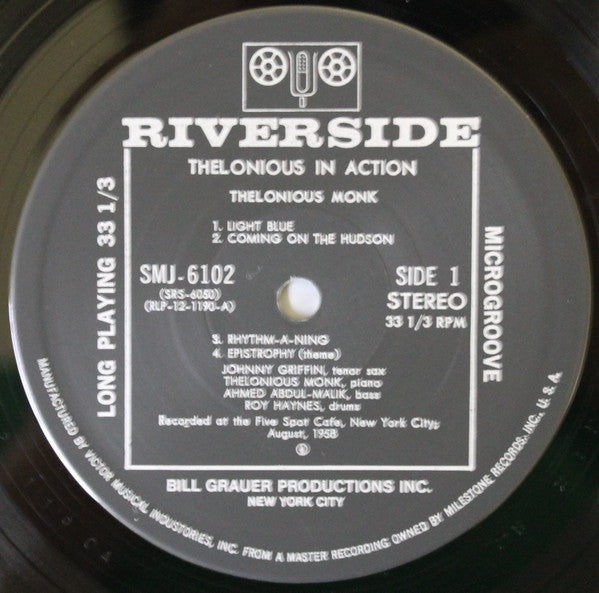 RIVERSIDE
THELONIOUS IN ACTION
THELONIOUS MONK
1. LIGHT BLUE
2. COMING ON THE HUDSON
SMJ-6102
(SRS-6050)
(RLP-12-1190-A)
SIDE 1
STEREO
33 1/3 RPM
3. RHYTHM-A-NING
4. EPISTROPHY (theme)
JOHNNY GRIFFIN, tenor sax
THELONIOUS MONK, piano
AHMED ABDUL-MALIK, bass
ROY HAYNES, drums
Recorded at the Five Spot Cafe, New York City;
August, 1958
BILL GRAUER PRODUCTIONS INC.
NEW YORK CITY
LONG PLAYING 33 1/3
MICROGROOVE
MANUFACTURED BY VICTOR MUSICAL INDUSTORIES, INC. FROM A MASTER RECORDING OWNED BY MILESTONE RECORDS, INC., U.S.A.